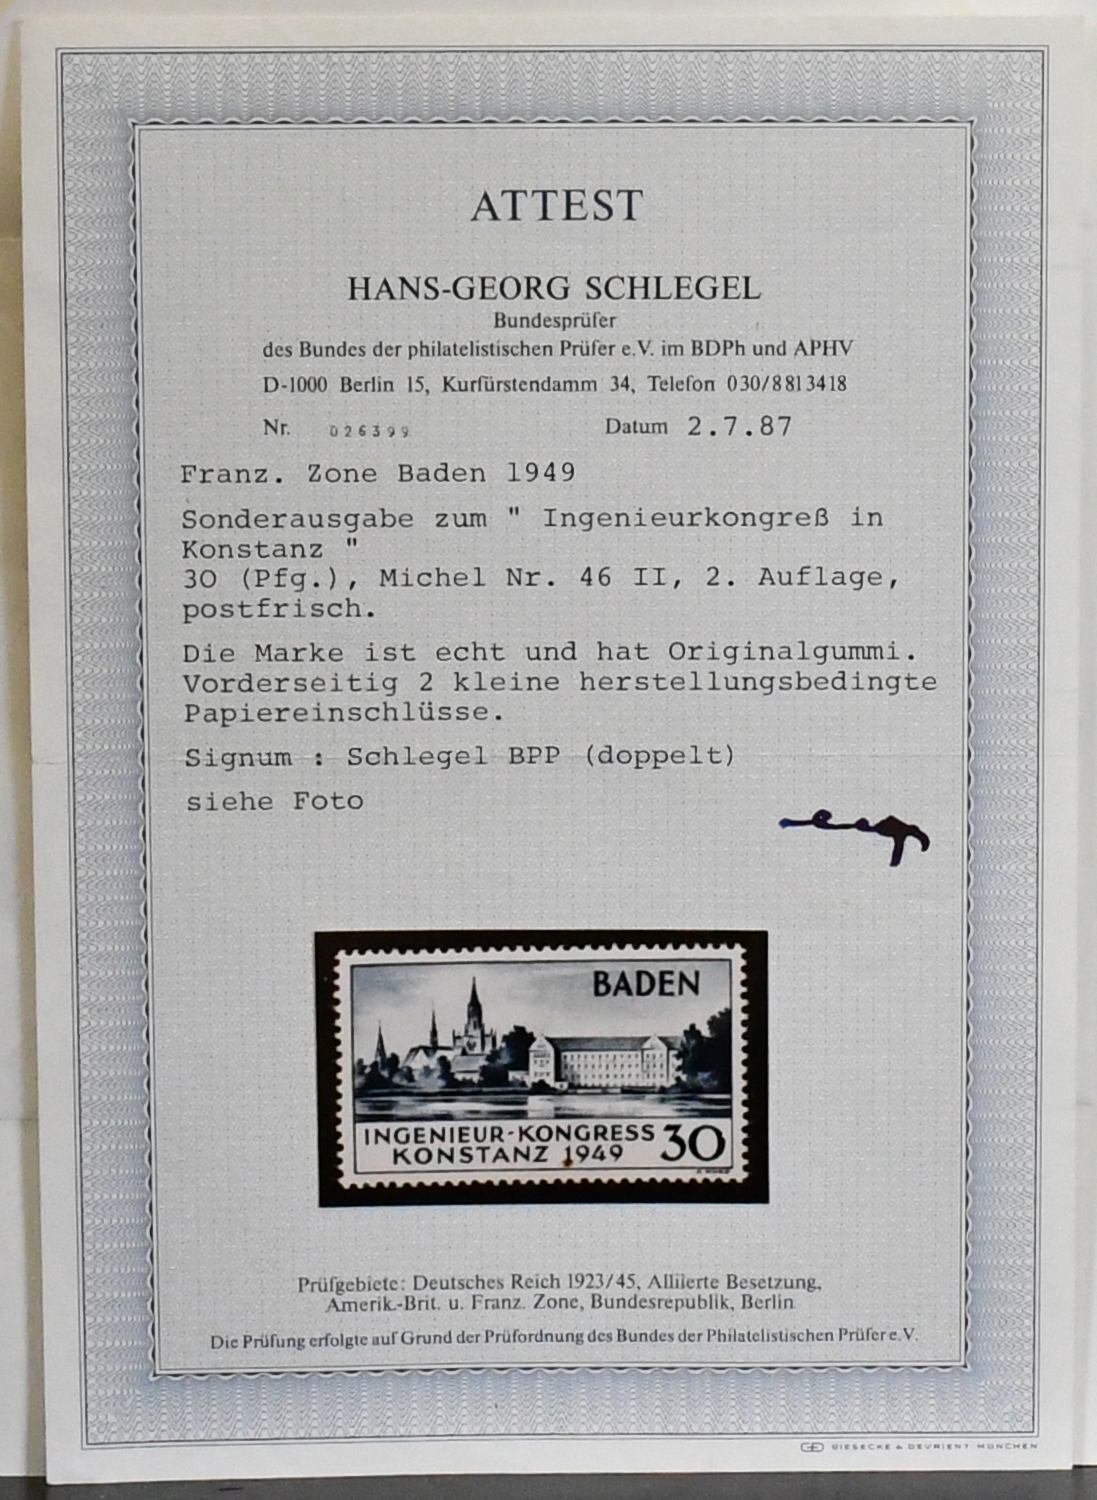 ATTEST
HANS-GEORG SCHLEGEL
Bundesprüfer
des Bundes der philatelistischen Prüfer e.V. im BDPh und APHV
D-1000 Berlin 15, Kurfürstendamm 34, Telefon 030/8813418
Nr. 026399 Datum 2.7.87
Franz. Zone Baden 1949
Sonderausgabe zum " Ingenieurkongreß in
Konstanz "
30 (Pfg.), Michel Nr. 46 II, 2. Auflage,
postfrisch.
Die Marke ist echt und hat Originalgummi.
Vorderseitig 2 kleine herstellungsbedingte
Papiereinschlüsse.
Signum : Schlegel BPP (doppelt)
siehe Foto
BADEN
INGENIEUR-KONGRESS 30
KONSTANZ 1949
Prüfgebiete: Deutsches Reich 1923/45, Alliierte Besetzung,
Amerik.-Brit. u. Franz. Zone, Bundesrepublik, Berlin
Die Prüfung erfolgte auf Grund der Prüfordnung des Bundes der Philatelistischen Prüfer e.V.
GIESECKE & DEVRIENT MÜNCHEN